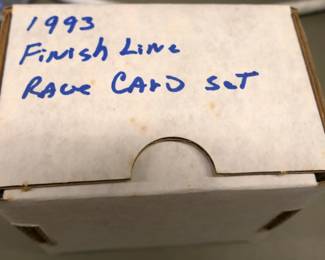 1993
Finish Line
Race Card Set